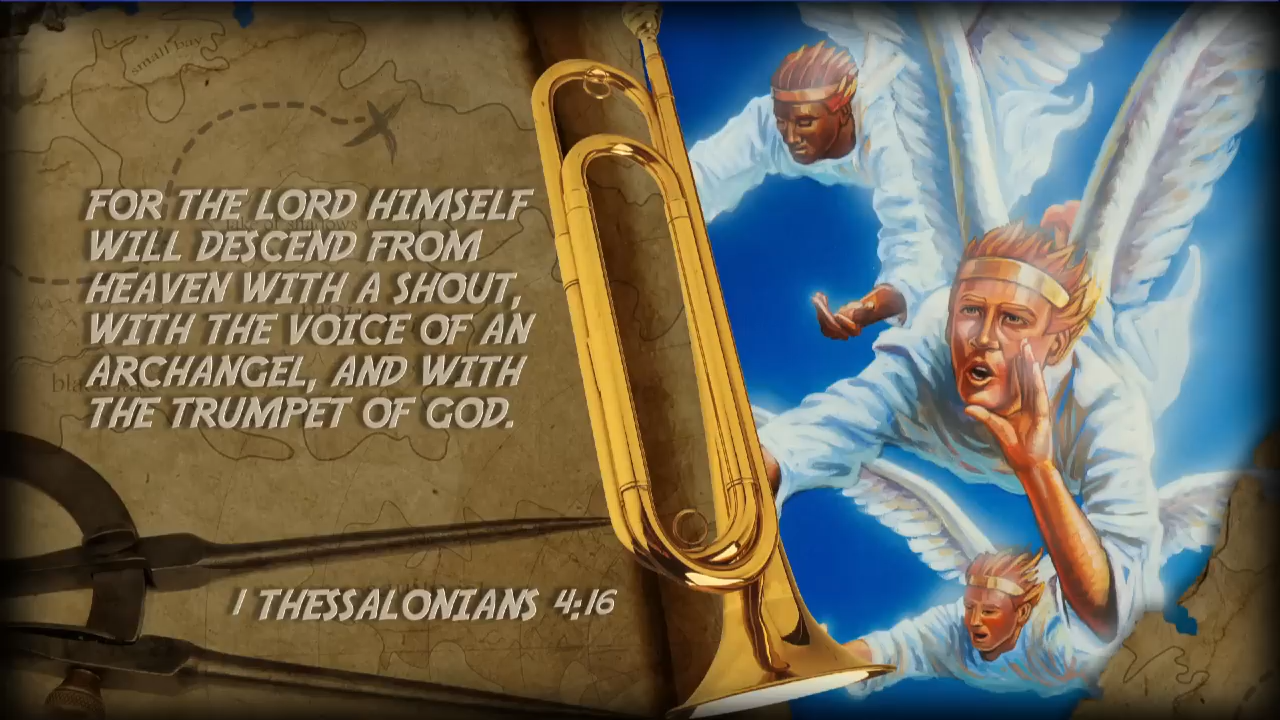 small bay
FOR THE LORD HIMSELF
WILL DESCEND FROM
HEAVEN WITH A SHOUT,
WITH THE VOICE OF AN
ARCHANGEL, AND WITH
THE TRUMPET OF GOD.
1 THESSALONIANS 4:16